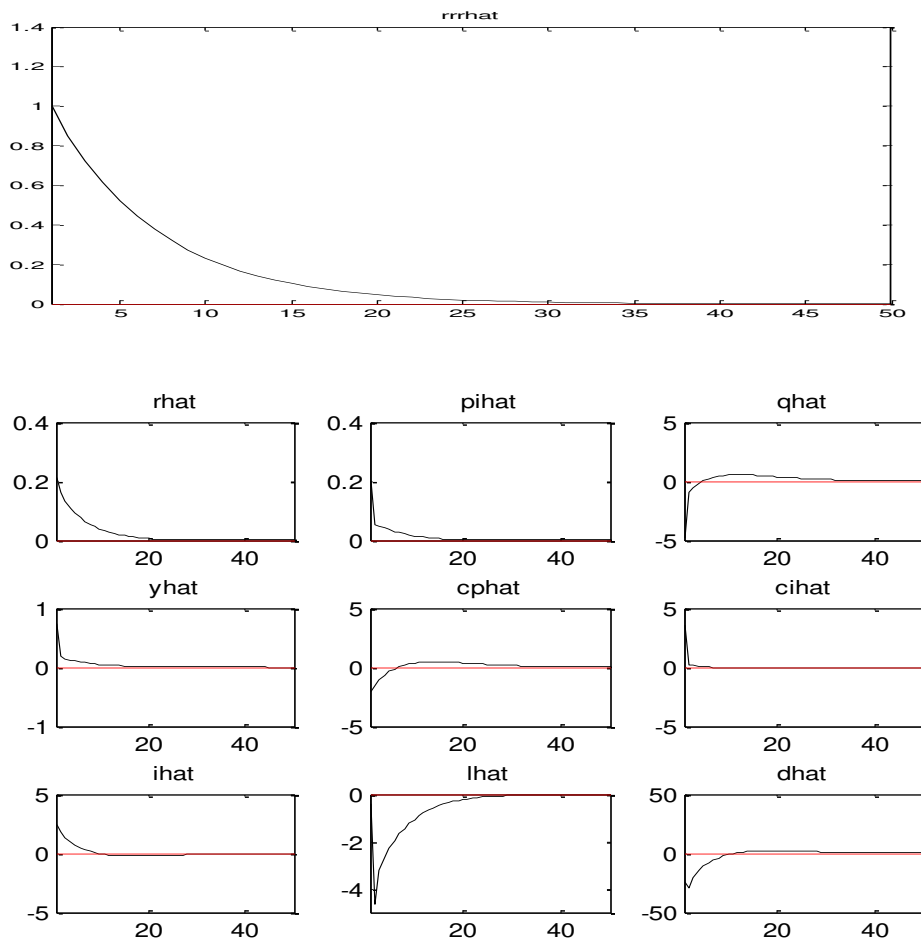 rrrhat
1.4
1.2
1
0.8
0.6
0.4
0.2
0
5 10 15 20 25 30 35 40 45 50
rhat pihat qhat
0.4 0.4 5
0.2 0.2 0
0 0 -5
20 40 20 40 20 40
yhat cphat cihat
1 5 5
0 0 0
-1 -5 -5
20 40 20 40 20 40
ihat lhat dhat
5 0 50
0 -2 0
-5 -4 -50
20 40 20 40 20 40